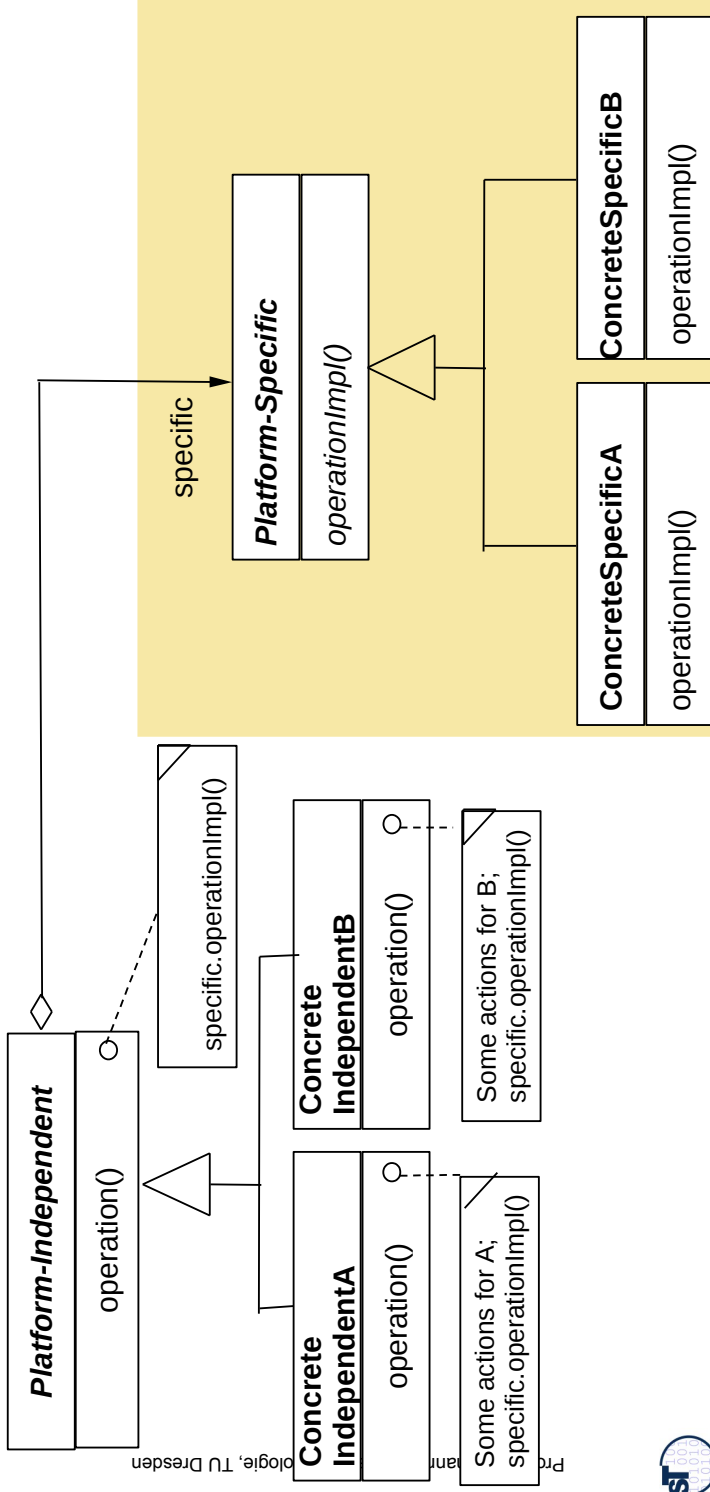 Platform-Independent
operation()
specific.operationImpl()
specific
Platform-Specific
operationImpl()
Concrete
IndependentA
operation()
Concrete
IndependentB
operation()
Some actions for A;
specific.operationImpl()
Some actions for B;
specific.operationImpl()
ConcreteSpecificA
operationImpl()
ConcreteSpecificB
operationImpl()
TU Dresden